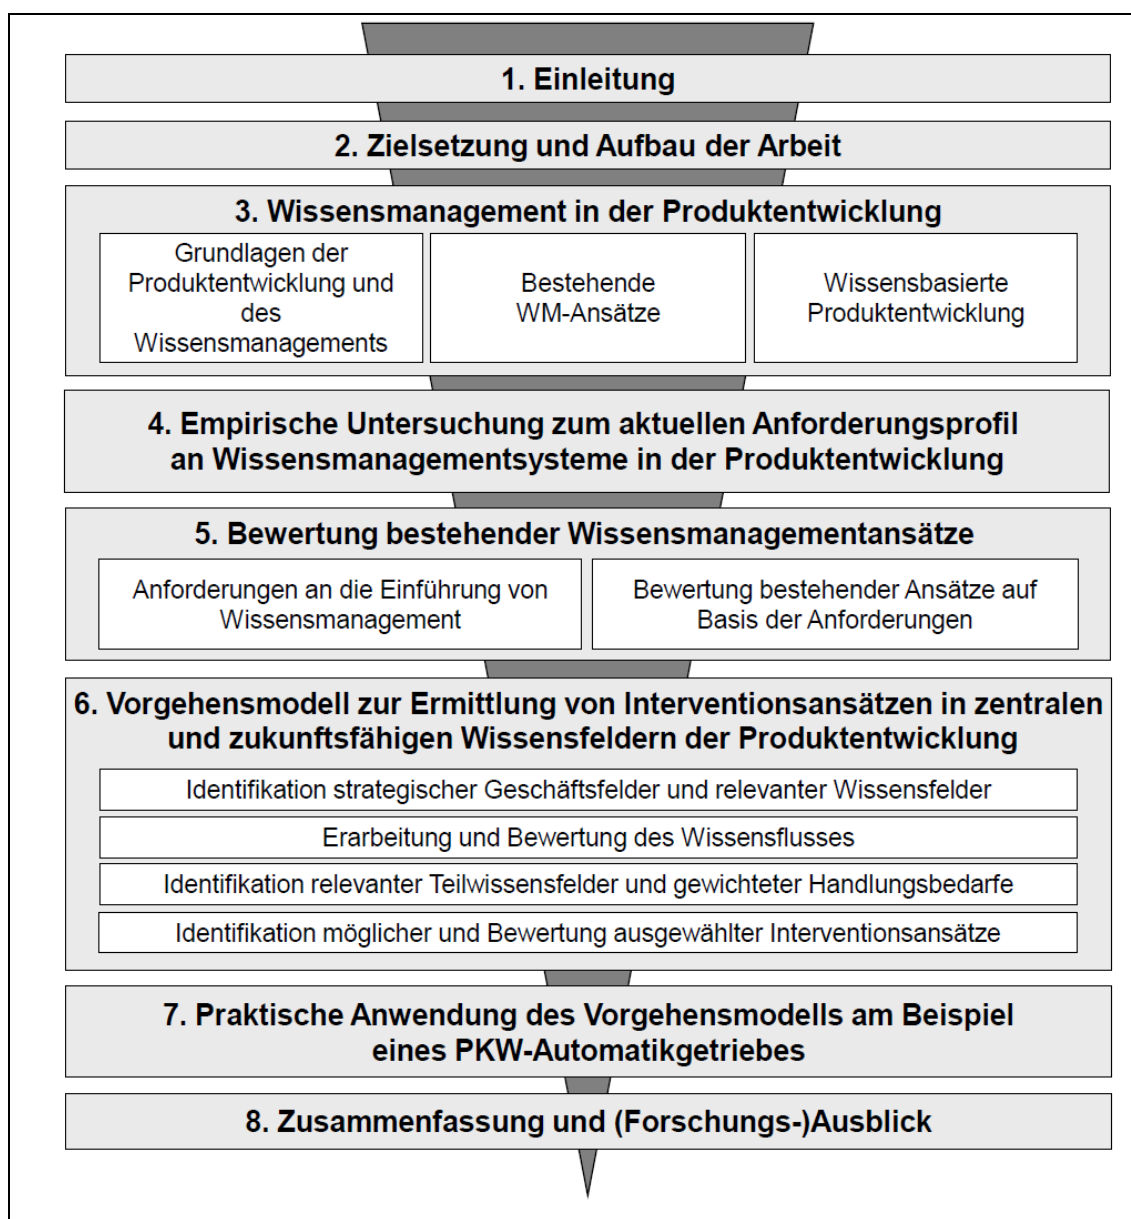 1. Einleitung
2. Zielsetzung und Aufbau der Arbeit
3. Wissensmanagement in der Produktentwicklung
Grundlagen der
Produktentwicklung und
des
Wissensmanagements
Bestehende
WM-Ansätze
Wissensbasierte
Produktentwicklung
4. Empirische Untersuchung zum aktuellen Anforderungsprofil
an Wissensmanagementsysteme in der Produktentwicklung
5. Bewertung bestehender Wissensmanagementansätze
Anforderungen an die Einführung von
Wissensmanagement
Bewertung bestehender Ansätze auf
Basis der Anforderungen
6. Vorgehensmodell zur Ermittlung von Interventionsansätzen in zentralen
und zukunftsfähigen Wissensfeldern der Produktentwicklung
Identifikation strategischer Geschäftsfelder und relevanter Wissensfelder
Erarbeitung und Bewertung des Wissensflusses
Identifikation relevanter Teilwissensfelder und gewichteter Handlungsbedarfe
Identifikation möglicher und Bewertung ausgewählter Interventionsansätze
7. Praktische Anwendung des Vorgehensmodells am Beispiel
eines PKW-Automatikgetriebes
8. Zusammenfassung und (Forschungs-)Ausblick